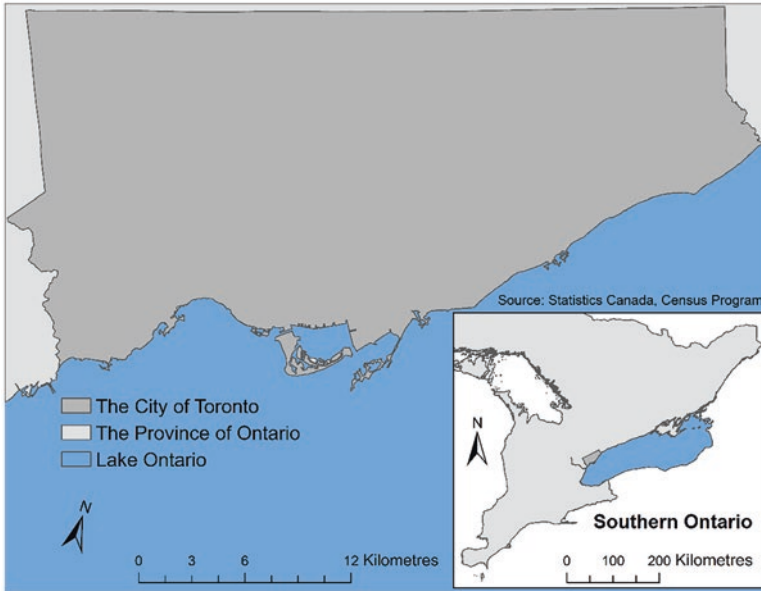 Source: Statistics Canada, Census Program
The City of Toronto
The Province of Ontario
Lake Ontario
N
0 3 6 12 Kilometres
N
Southern Ontario
0 100 200 Kilometres